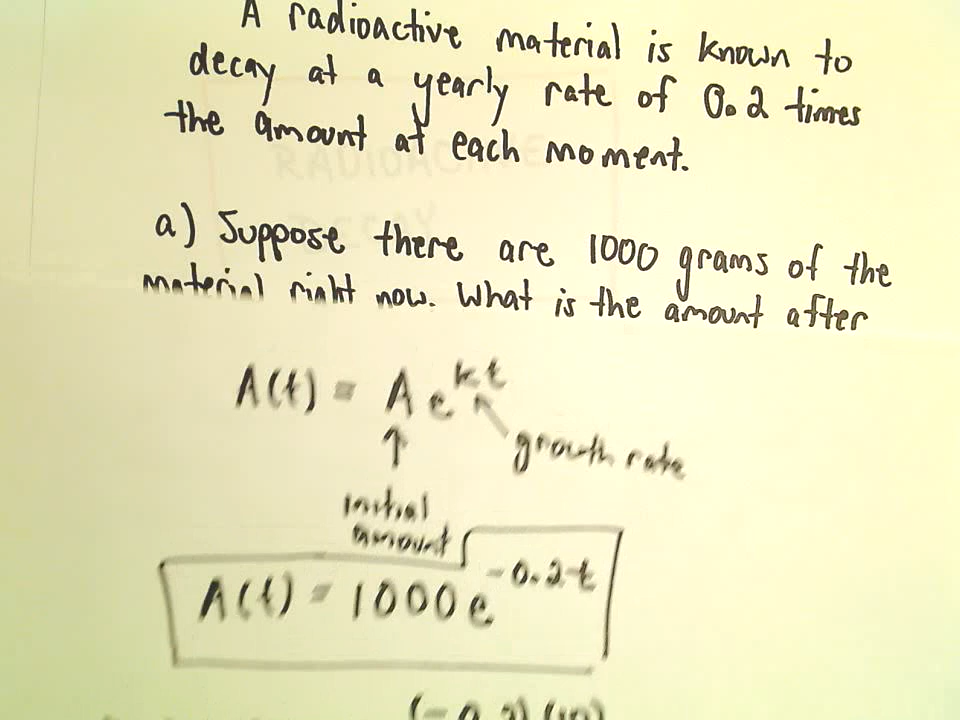 A radioactive material is known to
decay at a yearly rate of 0.2 times
the amount at each moment.
a) Suppose there are 1000 grams of the
material right now. What is the amount after
A(t) = A e^kt
growth rate
initial
amount
A(t) = 1000 e^-0.2t